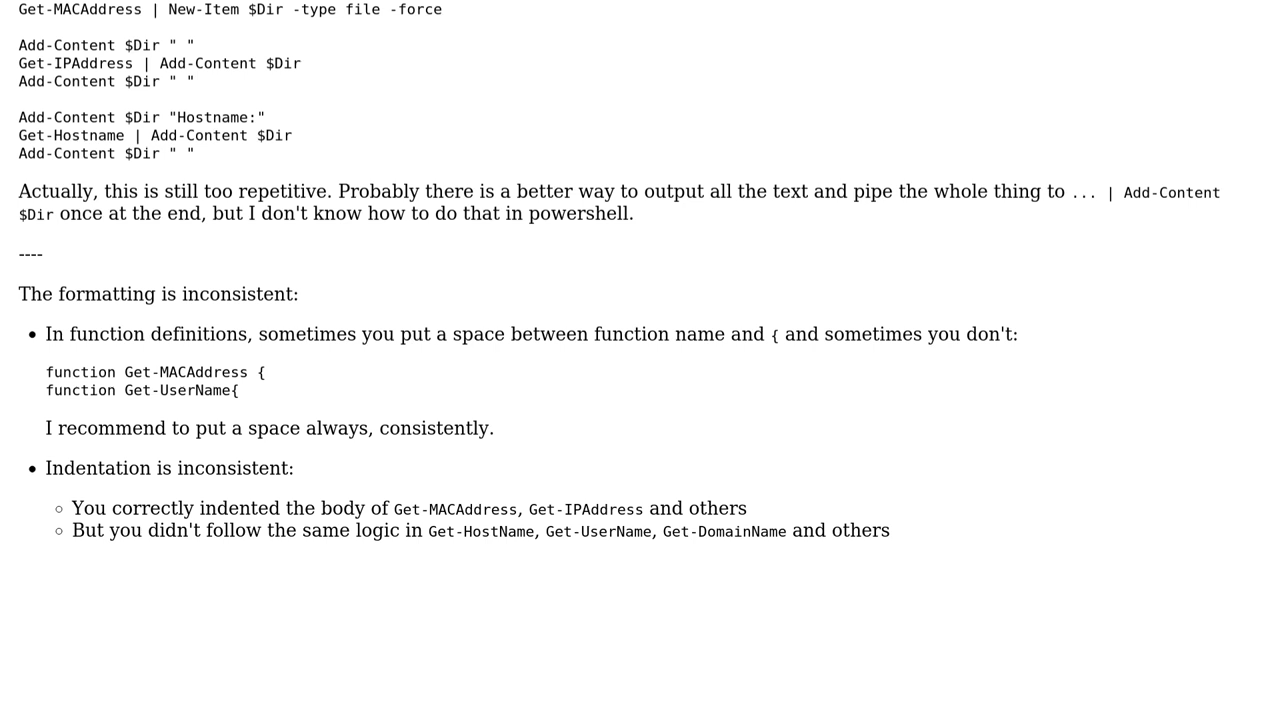 Get-MACAddress | New-Item $Dir -type file -force
Add-Content $Dir " "
Get-IPAddress | Add-Content $Dir
Add-Content $Dir " "
Add-Content $Dir "Hostname:"
Get-Hostname | Add-Content $Dir
Add-Content $Dir " "
Actually, this is still too repetitive. Probably there is a better way to output all the text and pipe the whole thing to ... | Add-Content
$Dir once at the end, but I don't know how to do that in powershell.
----
The formatting is inconsistent:
• In function definitions, sometimes you put a space between function name and { and sometimes you don't:
function Get-MACAddress {
function Get-UserName{
I recommend to put a space always, consistently.
• Indentation is inconsistent:
◦ You correctly indented the body of Get-MACAddress, Get-IPAddress and others
◦ But you didn't follow the same logic in Get-HostName, Get-UserName, Get-DomainName and others